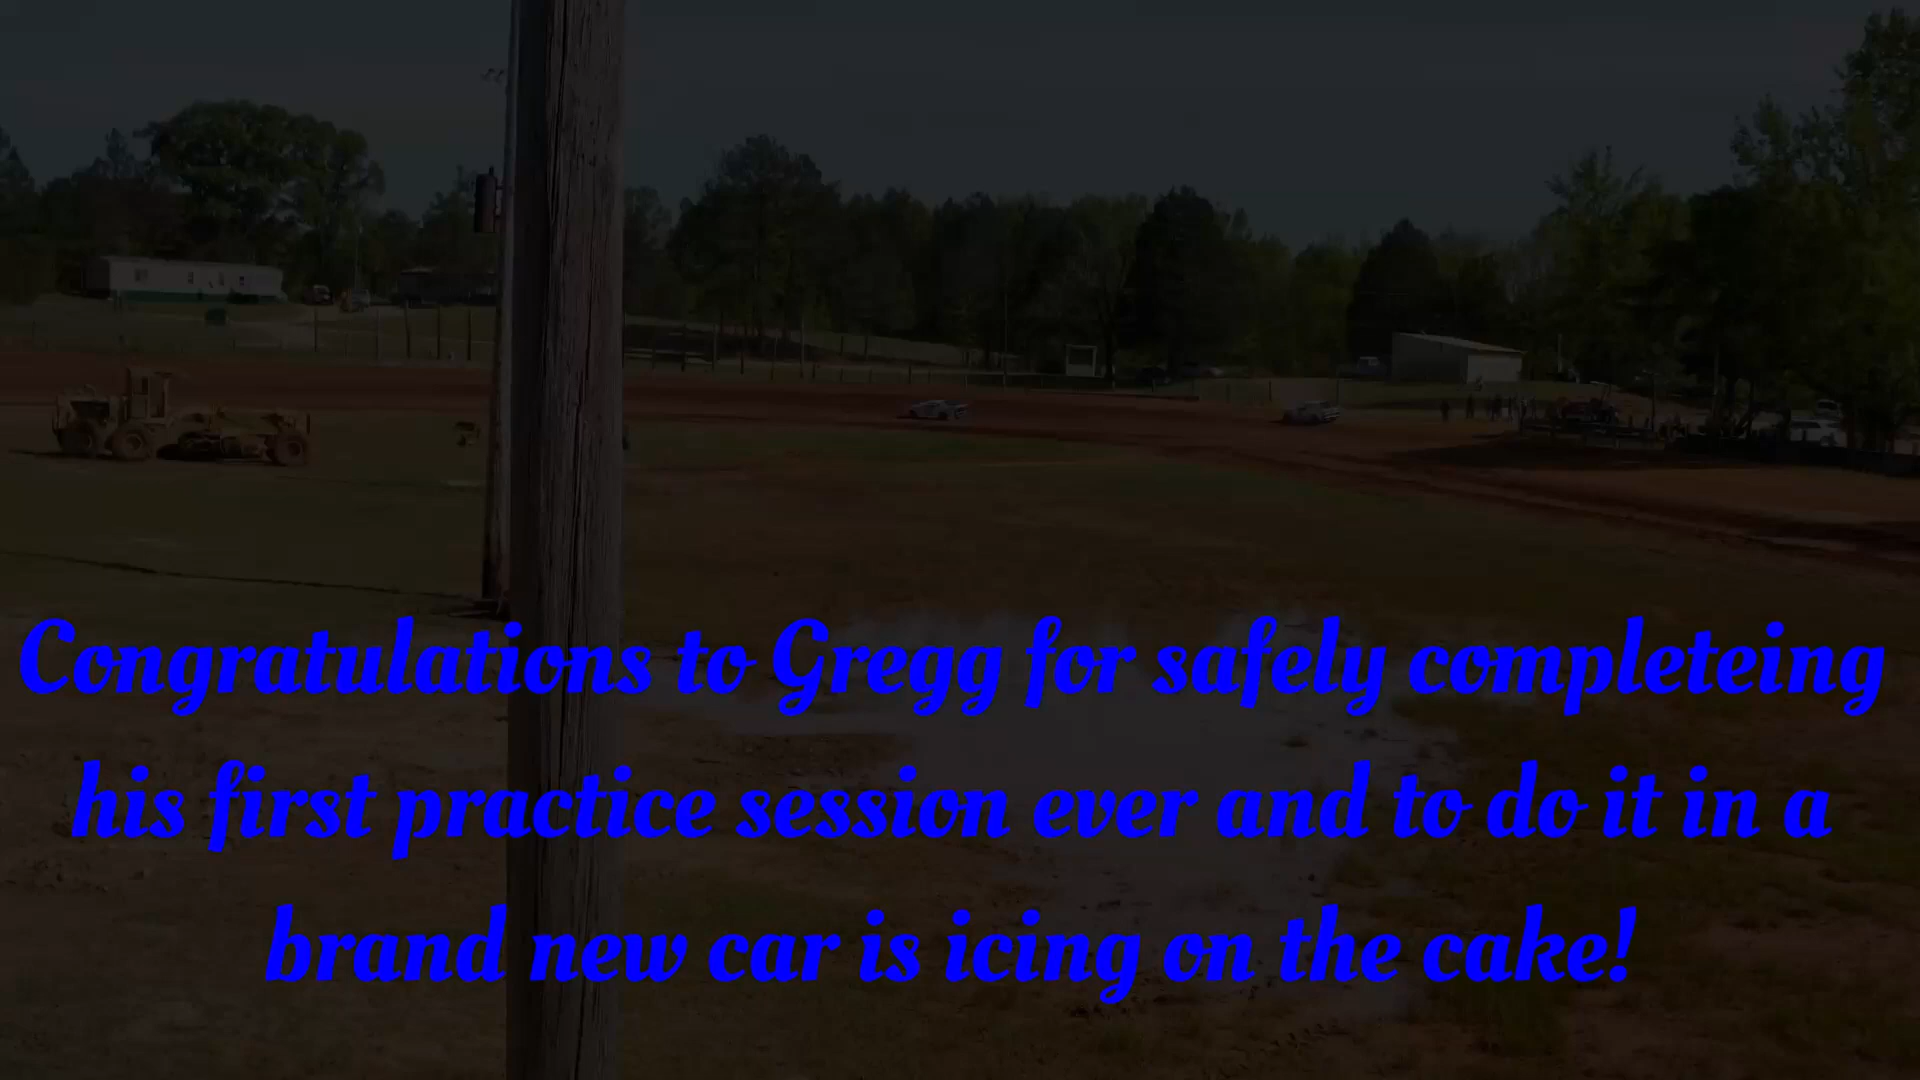 Congratulations to Gregg for safely completeing
his first practice session ever and to do it in a
brand new car is icing on the cake!